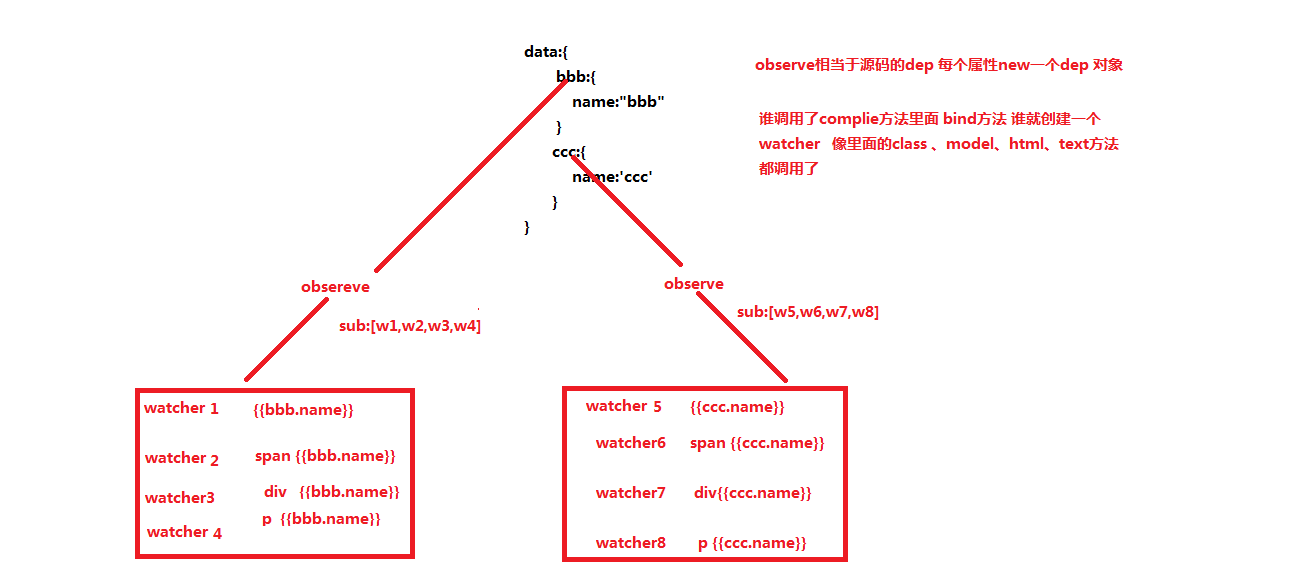 data:{
bbb:{
name:"bbb"
}
ccc:{
name:'ccc'
}
}
observe相当于源码的dep 每个属性new一个dep 对象
谁调用了complie方法里面 bind方法 谁就创建一个
watcher 像里面的class 、model、html、text方法
都调用了
obsereve
sub:[w1,w2,w3,w4]
observe
sub:[w5,w6,w7,w8]
watcher 1 {{bbb.name}}
watcher 2 span {{bbb.name}}
watcher3 div {{bbb.name}}
watcher 4 p {{bbb.name}}
watcher 5 {{ccc.name}}
watcher6 span {{ccc.name}}
watcher7 div{{ccc.name}}
watcher8 p {{ccc.name}}